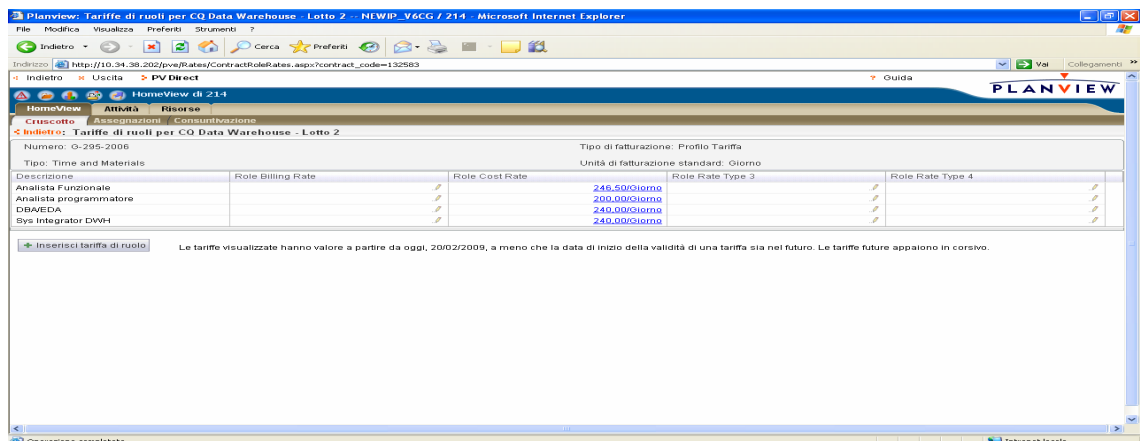 Planview: Tariffe di ruoli per CQ Data Warehouse - Lotto 2 -- NEWIP_V6CG / 214 - Microsoft Internet Explorer
File Modifica Visualizza Preferiti Strumenti ?
Indietro Cerca Preferiti
Indirizzo http://10.34.38.202/pve/Rates/ContractRoleRates.aspx?contract_code=132583 Vai Collegamenti
Indietro Uscita PV Direct Guida
PLANVIEW
HomeView di 214
HomeView Attività Risorse
Cruscotto Assegnazioni Consuntivazione
Indietro: Tariffe di ruoli per CQ Data Warehouse - Lotto 2
Numero: G-295-2006 Tipo di fatturazione: Profilo Tariffa
Tipo: Time and Materials Unità di fatturazione standard: Giorno
Descrizione Role Billing Rate Role Cost Rate Role Rate Type 3 Role Rate Type 4
Analista Funzionale 246,50/Giorno
Analista programmatore 200,00/Giorno
DBA/EDA 240,00/Giorno
Sys Integrator DWH 240,00/Giorno
Inserisci tariffa di ruolo Le tariffe visualizzate hanno valore a partire da oggi, 20/02/2009, a meno che la data di inizio della validità di una tariffa sia nel futuro. Le tariffe future appaiono in corsivo.